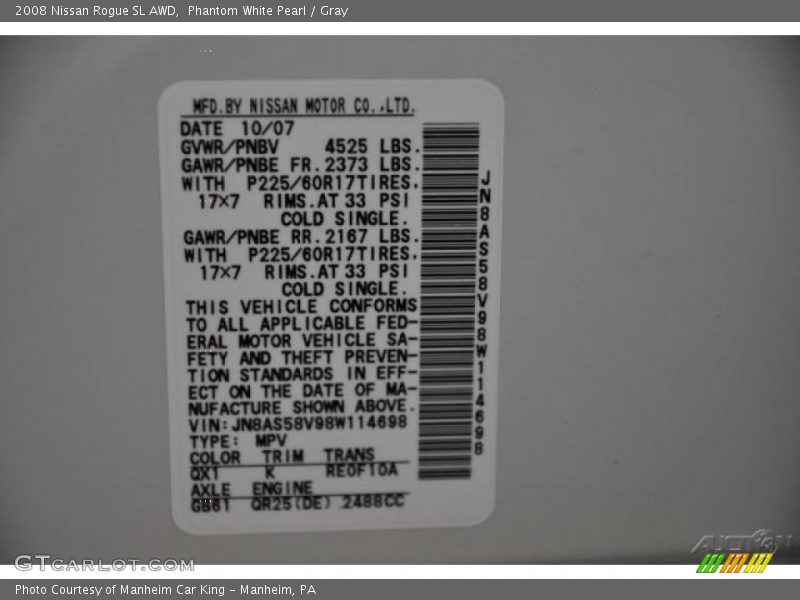 2008 Nissan Rogue SL AWD,  Phantom White Pearl / Gray
MFD.BY NISSAN MOTOR CO.,LTD.
DATE 10/07
GVWR/PNBV 4525 LBS.
GAWR/PNBE FR. 2373 LBS.
WITH P225/60R17TIRES.
17×7 RIMS.AT 33 PSI
COLD SINGLE.
GAWR/PNBE RR. 2167 LBS.
WITH P225/60R17TIRES.
17×7 RIMS.AT 33 PSI
COLD SINGLE.
THIS VEHICLE CONFORMS
TO ALL APPLICABLE FED-
ERAL MOTOR VEHICLE SA-
FETY AND THEFT PREVEN-
TION STANDARDS IN EFF-
ECT ON THE DATE OF MA-
NUFACTURE SHOWN ABOVE.
VIN:JN8AS58V98W114698
TYPE: MPV
COLOR TRIM TRANS
QX1 K RE0F10A
AXLE ENGINE
GB61 QR25(DE) 2488CC
JN8AS58V98W114698
GTCarLot.com
AUCTION
Photo Courtesy of Manheim Car King - Manheim, PA